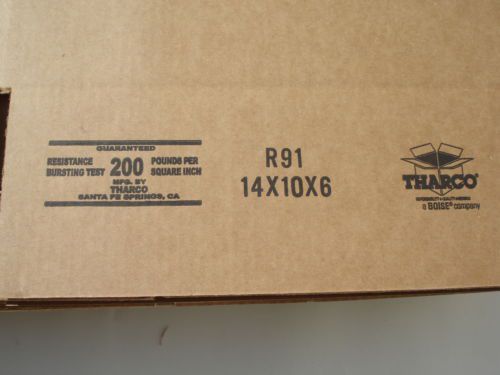 GUARANTEED
RESISTANCE BURSTING TEST 200 POUNDS PER SQUARE INCH
MFG. BY
THARCO
SANTA FE SPRINGS, CA
R91
14X10X6
THARCO
a BOISE® company